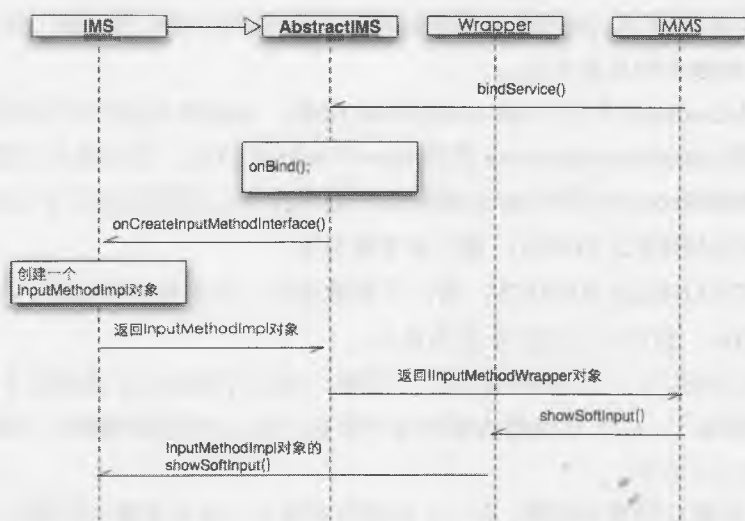 IMS
AbstractIMS
Wrapper
IMMS
bindService()
onBind();
onCreateInputMethodInterface()
创建一个
InputMethodImpl对象
返回InputMethodImpl对象
返回IInputMethodWrapper对象
showSoftInput()
InputMethodImpl对象的
showSoftInput()